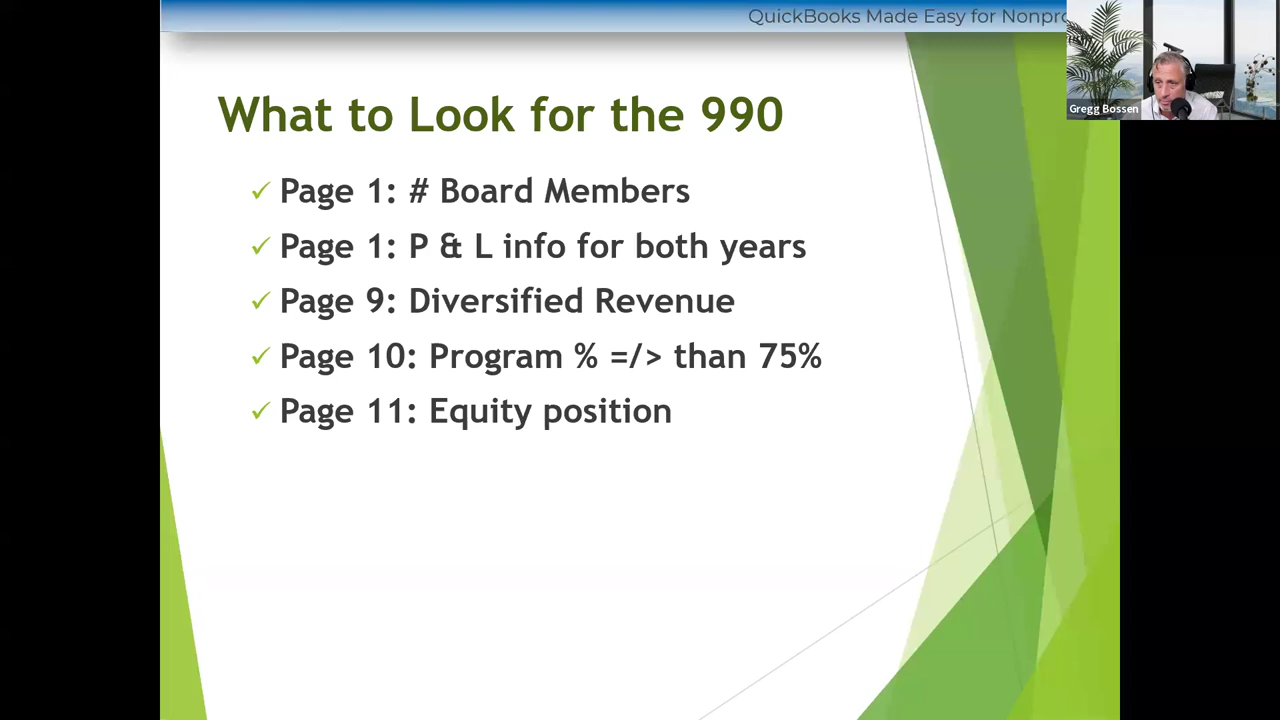 QuickBooks Made Easy for Nonpro
Gregg Bossen
What to Look for the 990
✓ Page 1: # Board Members
✓ Page 1: P & L info for both years
✓ Page 9: Diversified Revenue
✓ Page 10: Program % =/> than 75%
✓ Page 11: Equity position